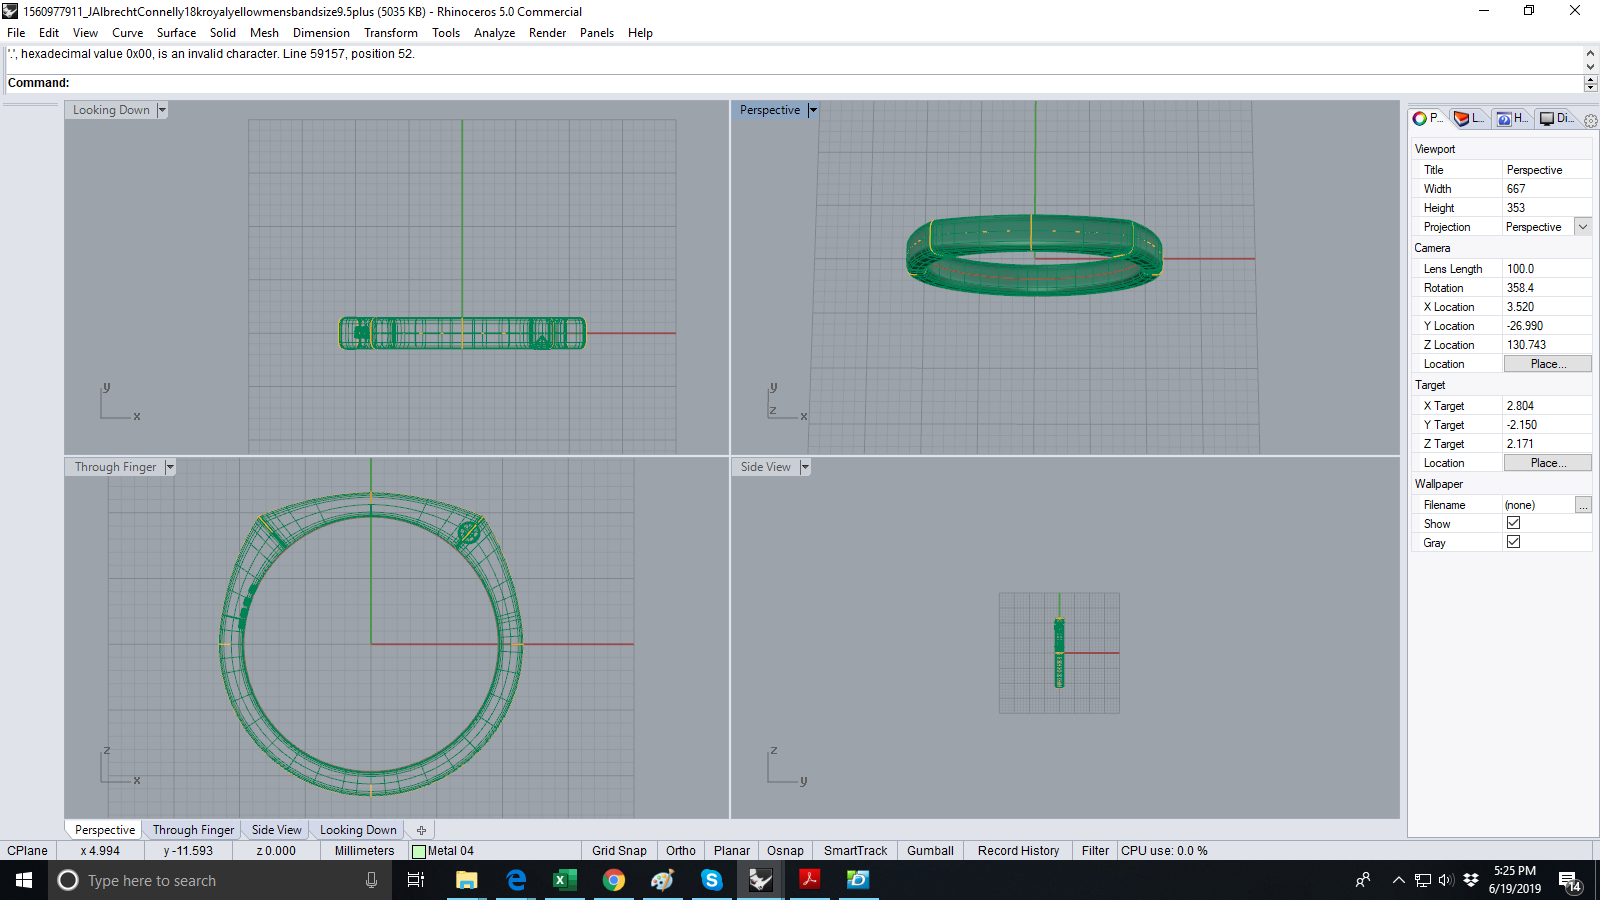 1560977911_JAlbrechtConnelly18kroyalyellowmensbandsize9.5plus (5035 KB) - Rhinoceros 5.0 Commercial
File Edit View Curve Surface Solid Mesh Dimension Transform Tools Analyze Render Panels Help
'.', hexadecimal value 0x00, is an invalid character. Line 59157, position 52.
Command:
Looking Down
y
x
Perspective
y
z
x
Through Finger
z
x
Side View
z
y
P... L... H... Di...
Viewport
Title Perspective
Width 667
Height 353
Projection Perspective
Camera
Lens Length 100.0
Rotation 358.4
X Location 3.520
Y Location -26.990
Z Location 130.743
Location Place...
Target
X Target 2.804
Y Target -2.150
Z Target 2.171
Location Place...
Wallpaper
Filename (none) ...
Show
Gray
Perspective Through Finger Side View Looking Down
CPlane x 4.994 y -11.593 z 0.000 Millimeters Metal 04 Grid Snap Ortho Planar Osnap SmartTrack Gumball Record History Filter CPU use: 0.0 %
Type here to search
5:25 PM
6/19/2019
14